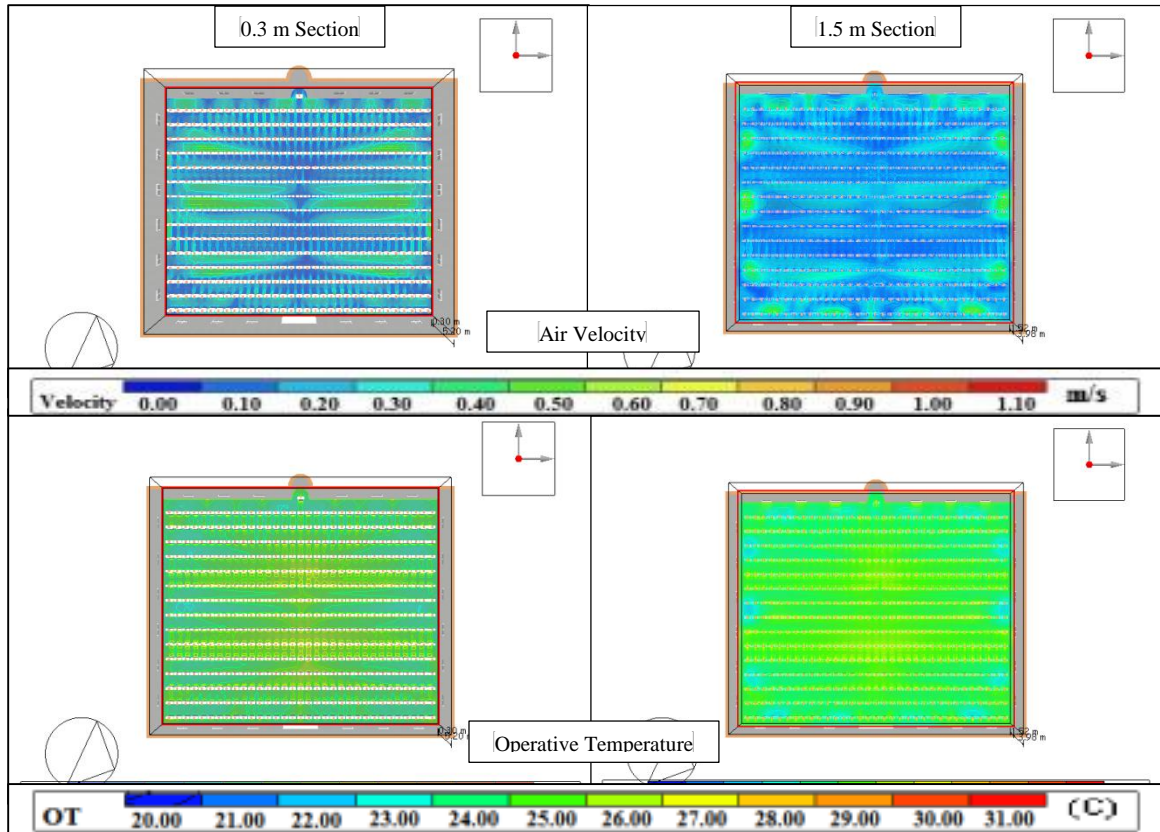 0.3 m Section
1.5 m Section
Air Velocity
Velocity 0.00 0.10 0.20 0.30 0.40 0.50 0.60 0.70 0.80 0.90 1.00 1.10 m/s
Operative Temperature
OT 20.00 21.00 22.00 23.00 24.00 25.00 26.00 27.00 28.00 29.00 30.00 31.00 (C)